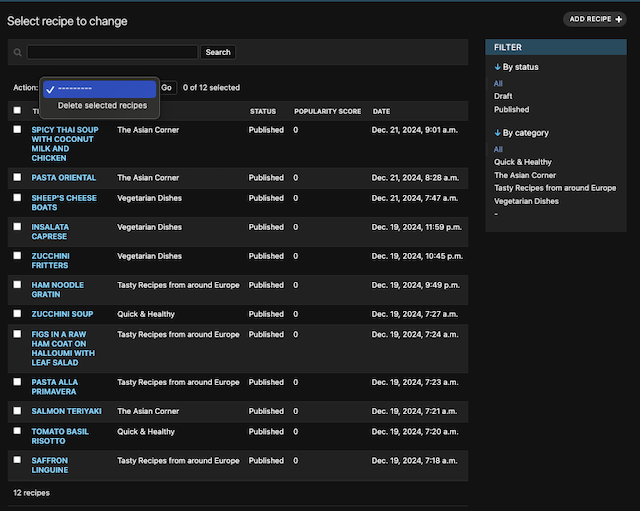 Select recipe to change
ADD RECIPE +
Search
Action:
✓ ---------
Delete selected recipes
Go
0 of 12 selected
STATUS POPULARITY SCORE DATE
SPICY THAI SOUP WITH COCONUT MILK AND CHICKEN The Asian Corner Published 0 Dec. 21, 2024, 9:01 a.m.
PASTA ORIENTAL The Asian Corner Published 0 Dec. 21, 2024, 8:28 a.m.
SHEEP'S CHEESE BOATS Vegetarian Dishes Published 0 Dec. 21, 2024, 7:47 a.m.
INSALATA CAPRESE Vegetarian Dishes Published 0 Dec. 19, 2024, 11:59 p.m.
ZUCCHINI FRITTERS Vegetarian Dishes Published 0 Dec. 19, 2024, 10:45 p.m.
HAM NOODLE GRATIN Tasty Recipes from around Europe Published 0 Dec. 19, 2024, 9:49 p.m.
ZUCCHINI SOUP Quick & Healthy Published 0 Dec. 19, 2024, 7:27 a.m.
FIGS IN A RAW HAM COAT ON HALLOUMI WITH LEAF SALAD Tasty Recipes from around Europe Published 0 Dec. 19, 2024, 7:24 a.m.
PASTA ALLA PRIMAVERA Tasty Recipes from around Europe Published 0 Dec. 19, 2024, 7:23 a.m.
SALMON TERIYAKI The Asian Corner Published 0 Dec. 19, 2024, 7:21 a.m.
TOMATO BASIL RISOTTO Quick & Healthy Published 0 Dec. 19, 2024, 7:20 a.m.
SAFFRON LINGUINE Tasty Recipes from around Europe Published 0 Dec. 19, 2024, 7:18 a.m.
12 recipes
FILTER
↓ By status
All
Draft
Published
↓ By category
All
Quick & Healthy
The Asian Corner
Tasty Recipes from around Europe
Vegetarian Dishes
-